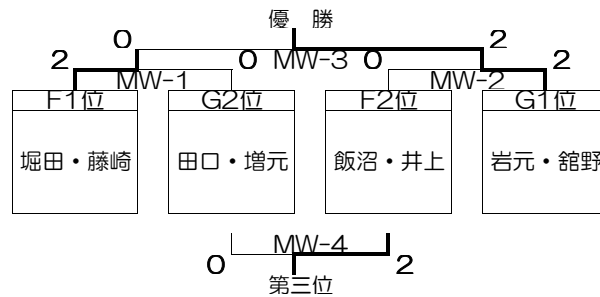 優 勝
0 2
2 0 MW-3 0 2
MW-1 MW-2
F1位 G2位 F2位 G1位
堀田・藤崎 田口・増元 飯沼・井上 岩元・舘野
MW-4
0 2
第三位